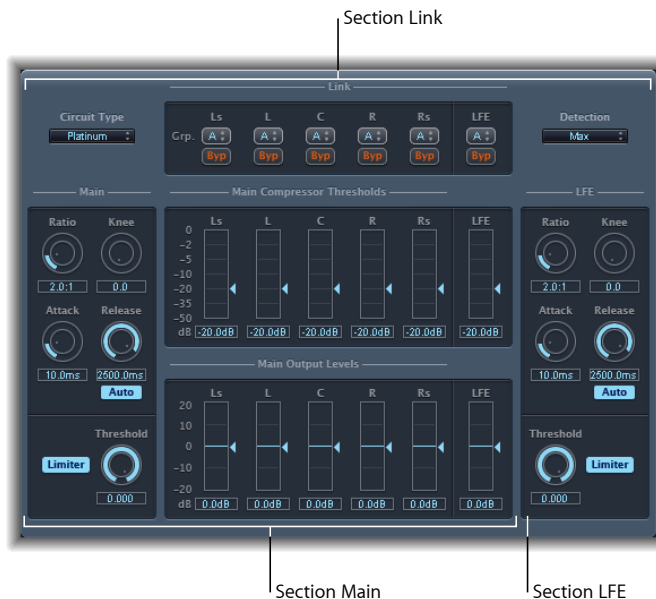 Section Link
Link
Circuit Type
Platinum
Ls L C R Rs LFE
Grp. A A A A A A
Byp Byp Byp Byp Byp Byp
Detection
Max
Main
Ratio Knee
2.0:1 0.0
Attack Release
10.0ms 2500.0ms
Auto
Threshold
Limiter
0.000
Main Compressor Thresholds
Ls L C R Rs LFE
0
-2
-5
-10
-20
-35
-50
dB -20.0dB -20.0dB -20.0dB -20.0dB -20.0dB -20.0dB
Main Output Levels
Ls L C R Rs LFE
20
10
0
-10
-20
dB 0.0dB 0.0dB 0.0dB 0.0dB 0.0dB 0.0dB
LFE
Ratio Knee
2.0:1 0.0
Attack Release
10.0ms 2500.0ms
Auto
Threshold
Limiter
0.000
Section Main
Section LFE